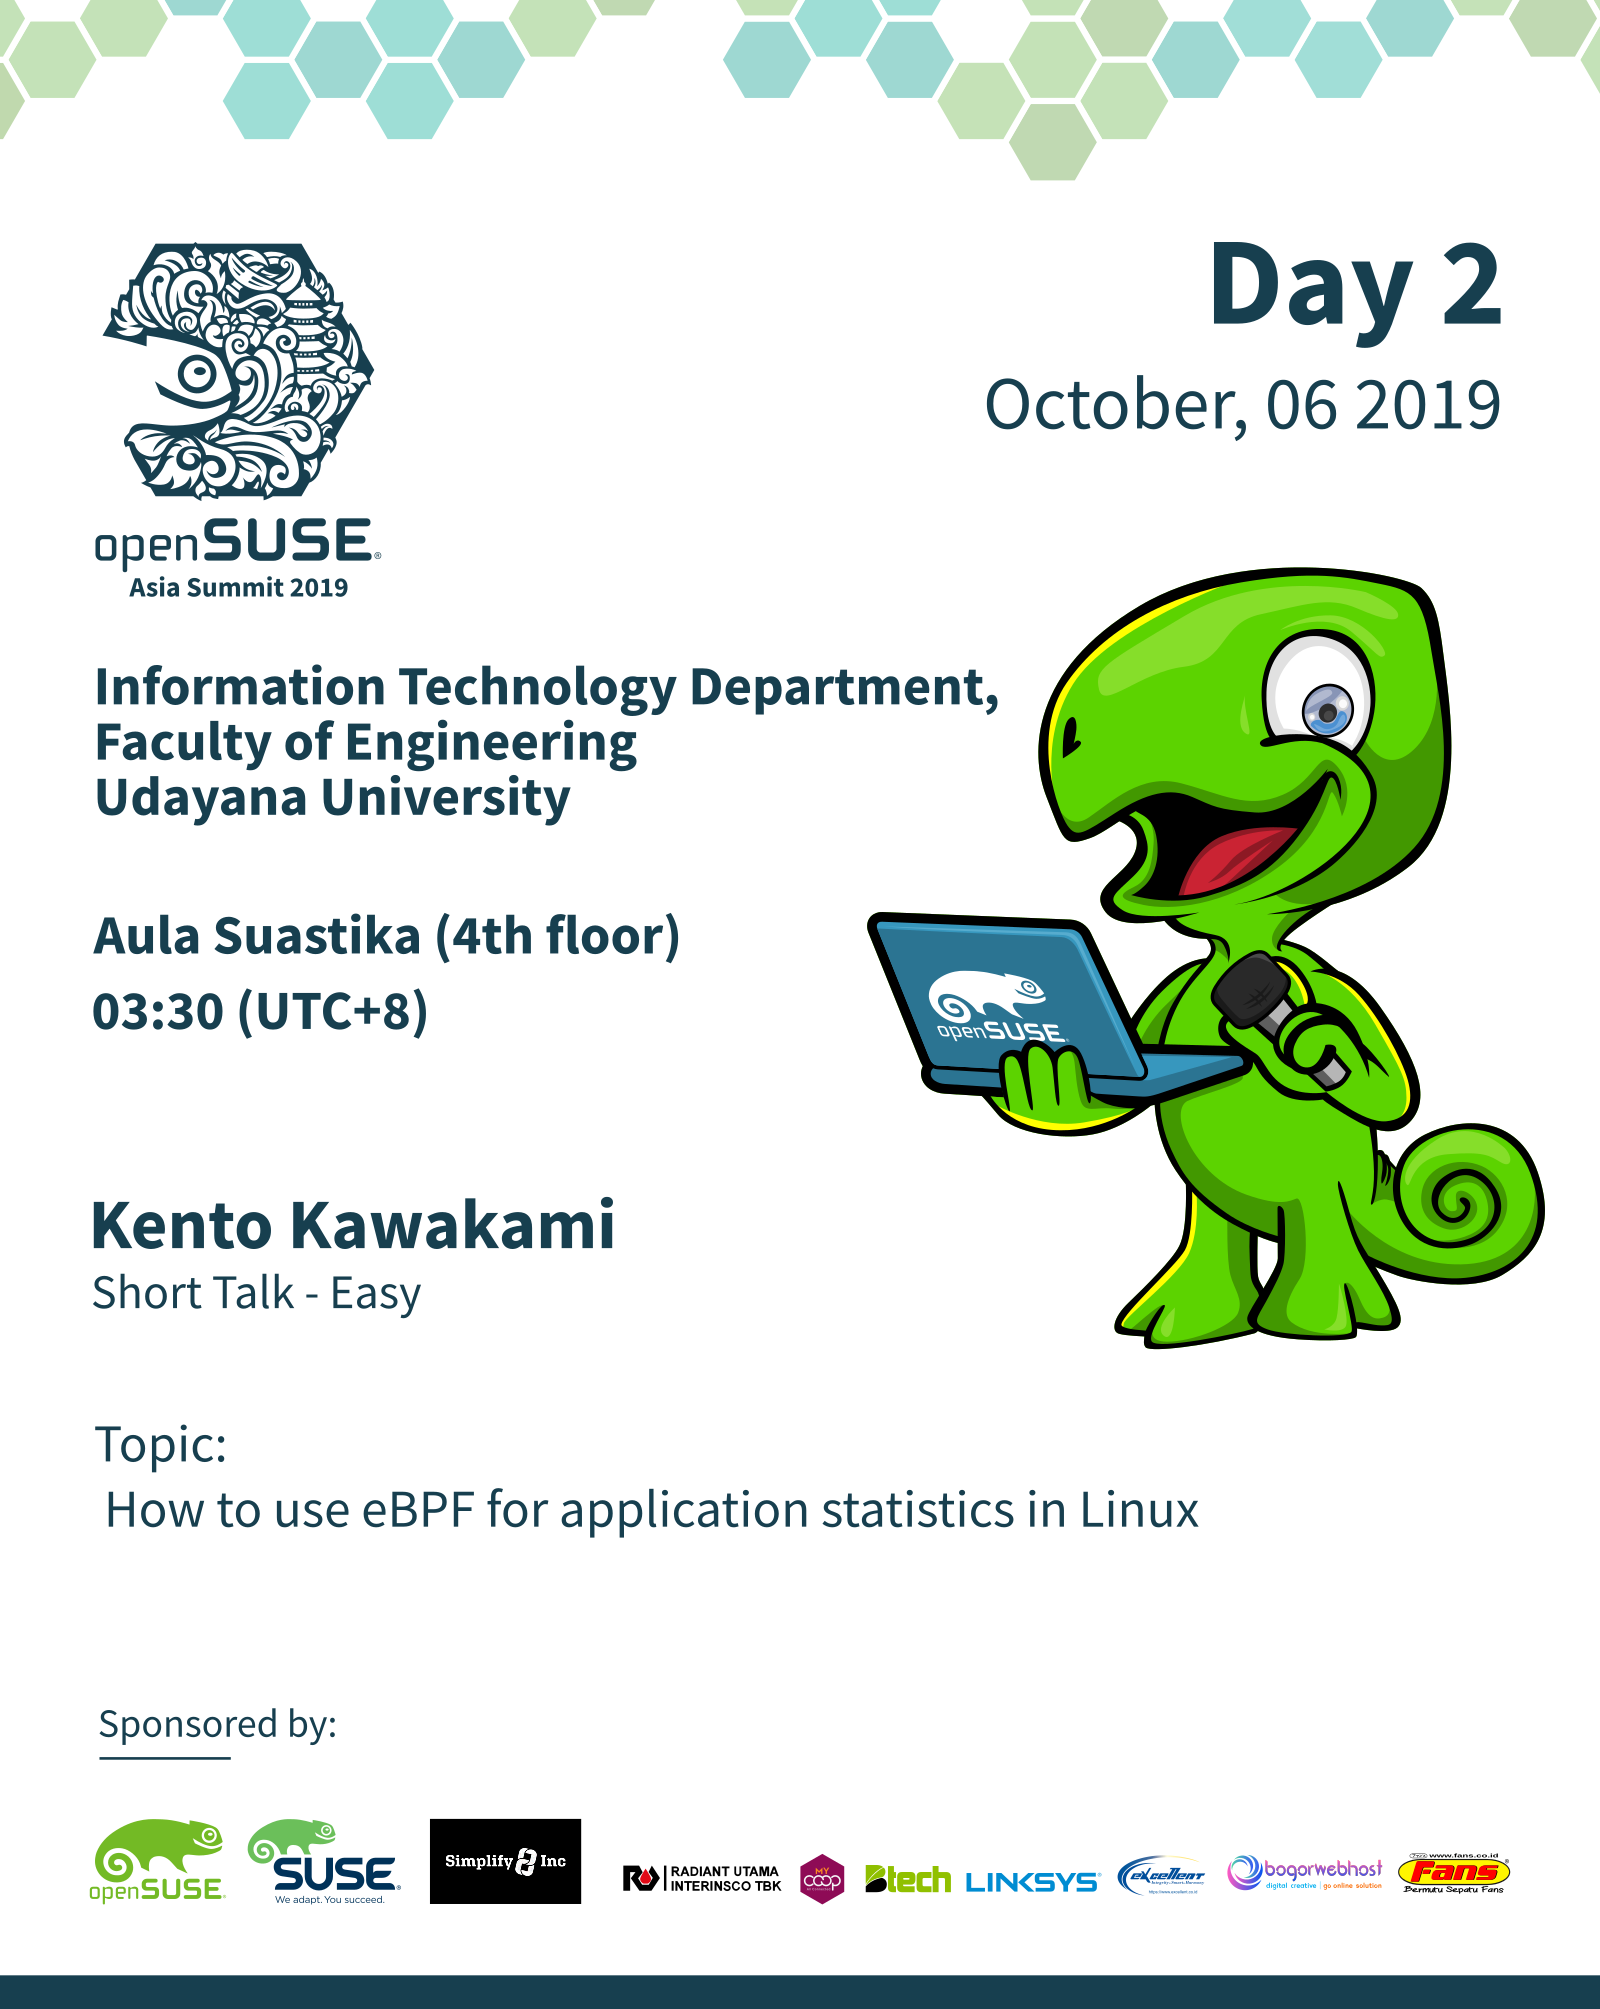 Day 2
October, 06 2019
openSUSE®
Asia Summit 2019
Information Technology Department,
Faculty of Engineering
Udayana University
Aula Suastika (4th floor)
03:30 (UTC+8)
openSUSE
Kento Kawakami
Short Talk - Easy
Topic:
How to use eBPF for application statistics in Linux
Sponsored by:
openSUSE
SUSE®
We adapt. You succeed.
Simplify Inc
RADIANT UTAMA
INTERINSCO TBK
MY
COOP
Btech
LINKSYS
eXcellenT
bogorwebhost
digital creative | go online solution
www.fans.co.id
Fans®
Bermutu Sepatu Fans